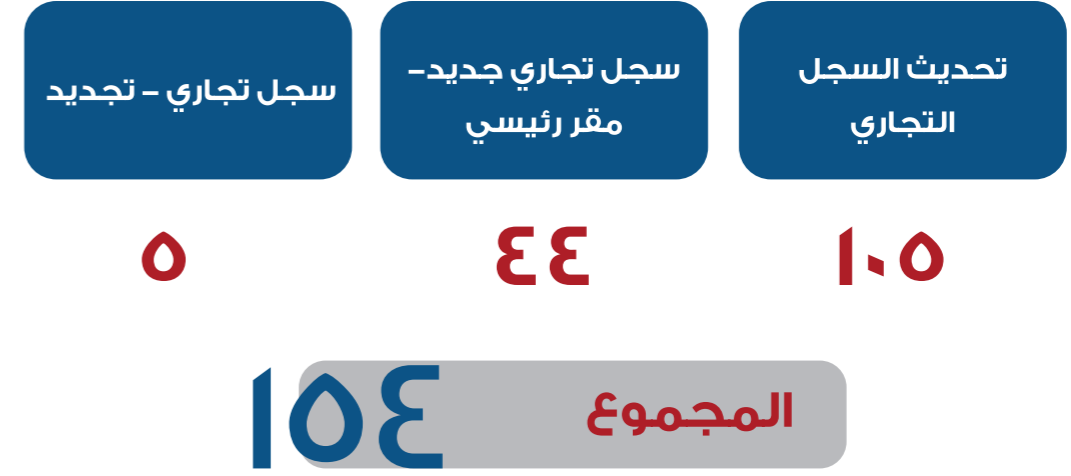 تحديث السجل
التجاري
سجل تجاري جديد-
مقر رئيسي
سجل تجاري - تجديد
١٠٥
٤٤
٥
المجموع
١٥٤